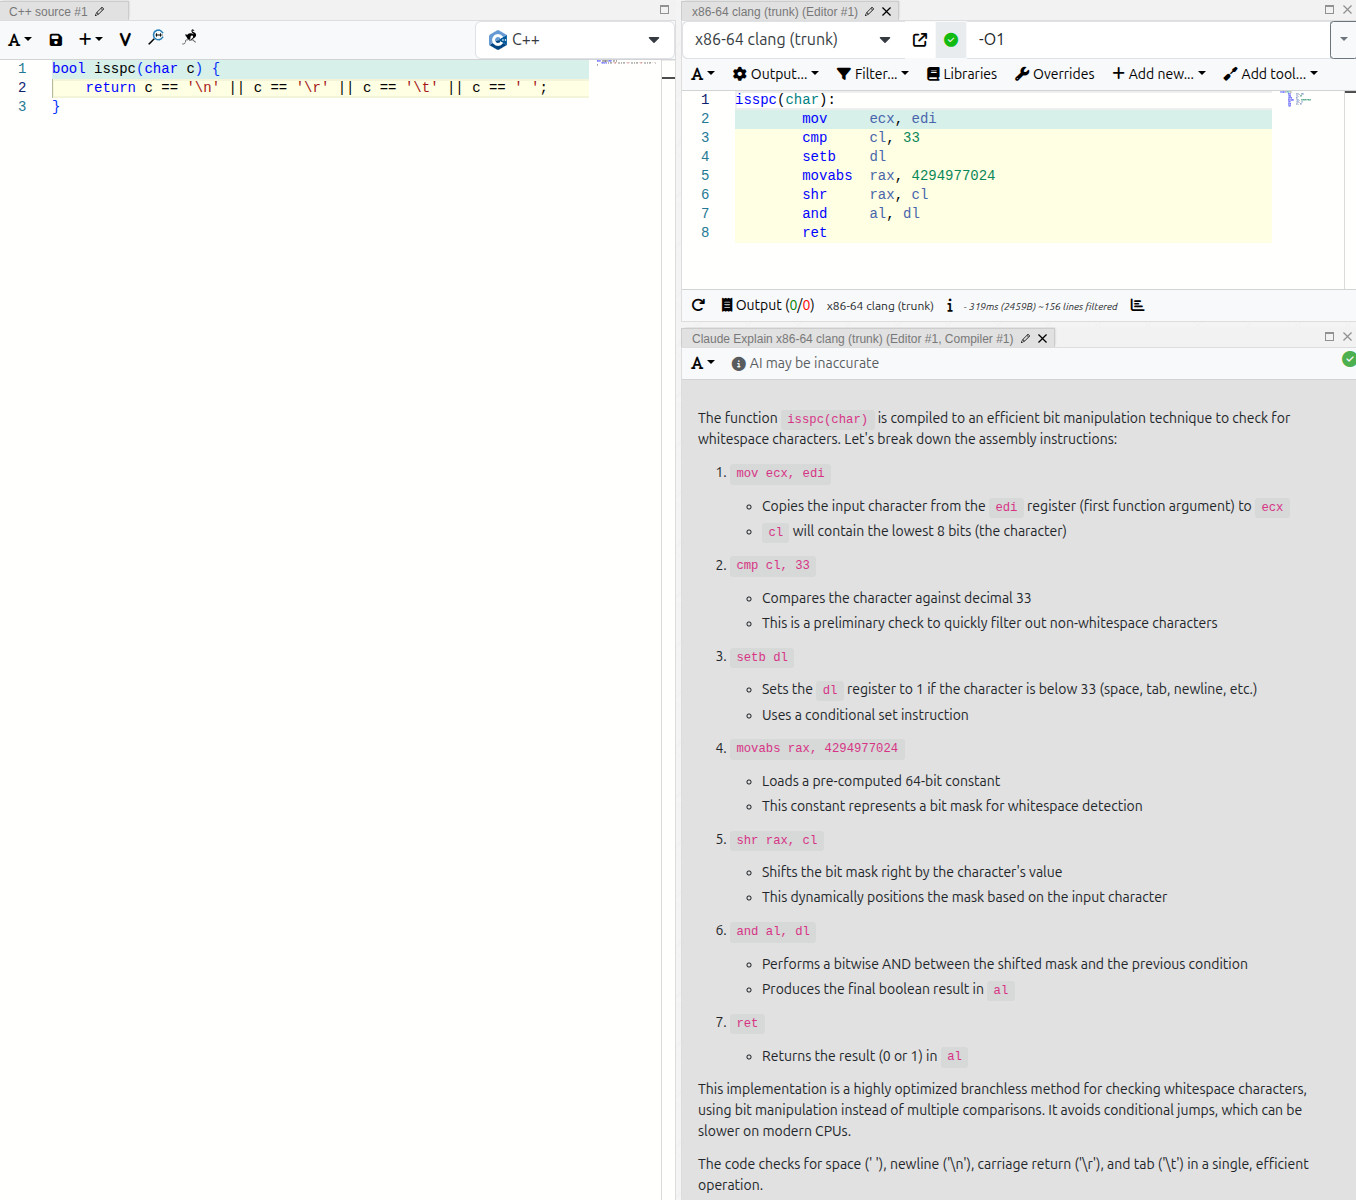 C++ source #1
A
+
V
C++
1 bool isspc(char c) {
2 return c == '\n' || c == '\r' || c == '\t' || c == ' ';
3 }
x86-64 clang (trunk) (Editor #1)
x86-64 clang (trunk)
-O1
A Output... Filter... Libraries Overrides + Add new... Add tool...
1 isspc(char):
2 mov ecx, edi
3 cmp cl, 33
4 setb dl
5 movabs rax, 4294977024
6 shr rax, cl
7 and al, dl
8 ret
Output (0/0) x86-64 clang (trunk) i - 319ms (2459B) ~156 lines filtered
Claude Explain x86-64 clang (trunk) (Editor #1, Compiler #1)
A AI may be inaccurate
The function isspc(char) is compiled to an efficient bit manipulation technique to check for
whitespace characters. Let's break down the assembly instructions:
1. mov ecx, edi
Copies the input character from the edi register (first function argument) to ecx
cl will contain the lowest 8 bits (the character)
2. cmp cl, 33
Compares the character against decimal 33
This is a preliminary check to quickly filter out non-whitespace characters
3. setb dl
Sets the dl register to 1 if the character is below 33 (space, tab, newline, etc.)
Uses a conditional set instruction
4. movabs rax, 4294977024
Loads a pre-computed 64-bit constant
This constant represents a bit mask for whitespace detection
5. shr rax, cl
Shifts the bit mask right by the character's value
This dynamically positions the mask based on the input character
6. and al, dl
Performs a bitwise AND between the shifted mask and the previous condition
Produces the final boolean result in al
7. ret
Returns the result (0 or 1) in al
This implementation is a highly optimized branchless method for checking whitespace characters,
using bit manipulation instead of multiple comparisons. It avoids conditional jumps, which can be
slower on modern CPUs.
The code checks for space (' '), newline ('\n'), carriage return ('\r'), and tab ('\t') in a single, efficient
operation.